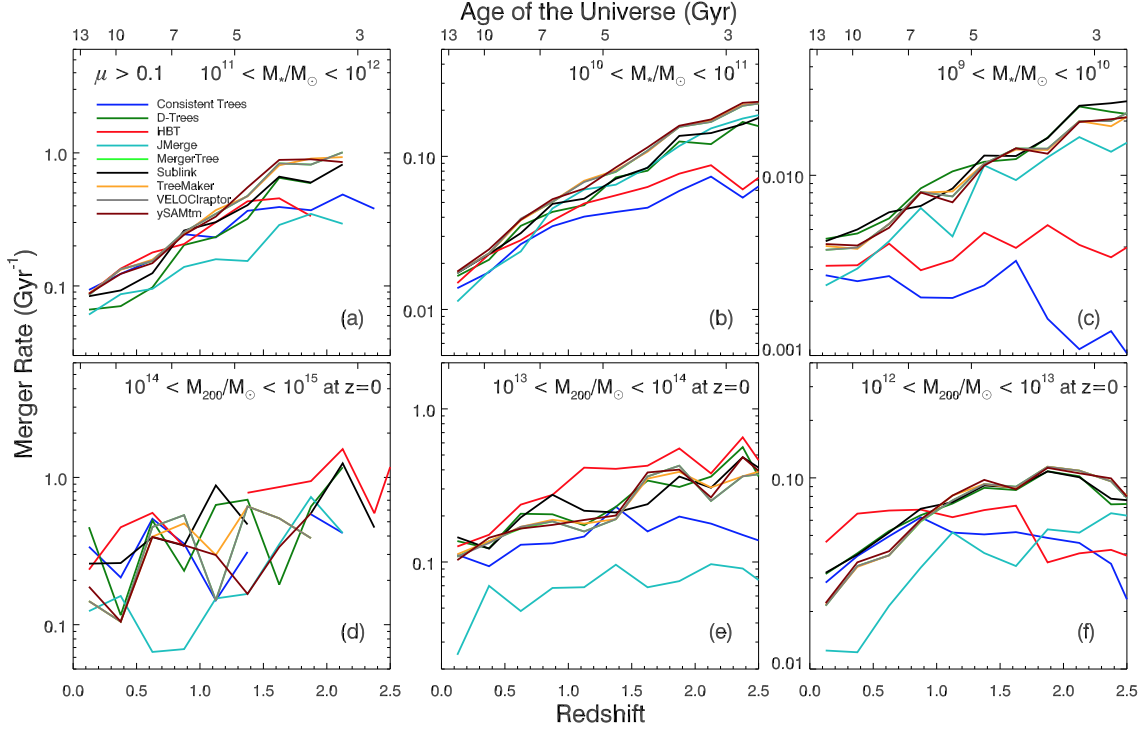 Age of the Universe (Gyr)
13 10 7 5 3
13 10 7 5 3
13 10 7 5 3
μ > 0.1 10¹¹ < M*/M☉ < 10¹²
Consistent Trees
D-Trees
HBT
JMerge
MergerTree
Sublink
TreeMaker
VELOCIraptor
ySAMtm
1.0
0.1
(a)
10¹⁰ < M*/M☉ < 10¹¹
0.10
0.01
(b)
10⁹ < M*/M☉ < 10¹⁰
0.010
0.001
(c)
Merger Rate (Gyr⁻¹)
10¹⁴ < M₂₀₀/M☉ < 10¹⁵ at z=0
1.0
0.1
(d)
10¹³ < M₂₀₀/M☉ < 10¹⁴ at z=0
1.0
0.1
(e)
10¹² < M₂₀₀/M☉ < 10¹³ at z=0
0.10
0.01
(f)
0.0 0.5 1.0 1.5 2.0 2.5
0.0 0.5 1.0 1.5 2.0 2.5
0.0 0.5 1.0 1.5 2.0 2.5
Redshift